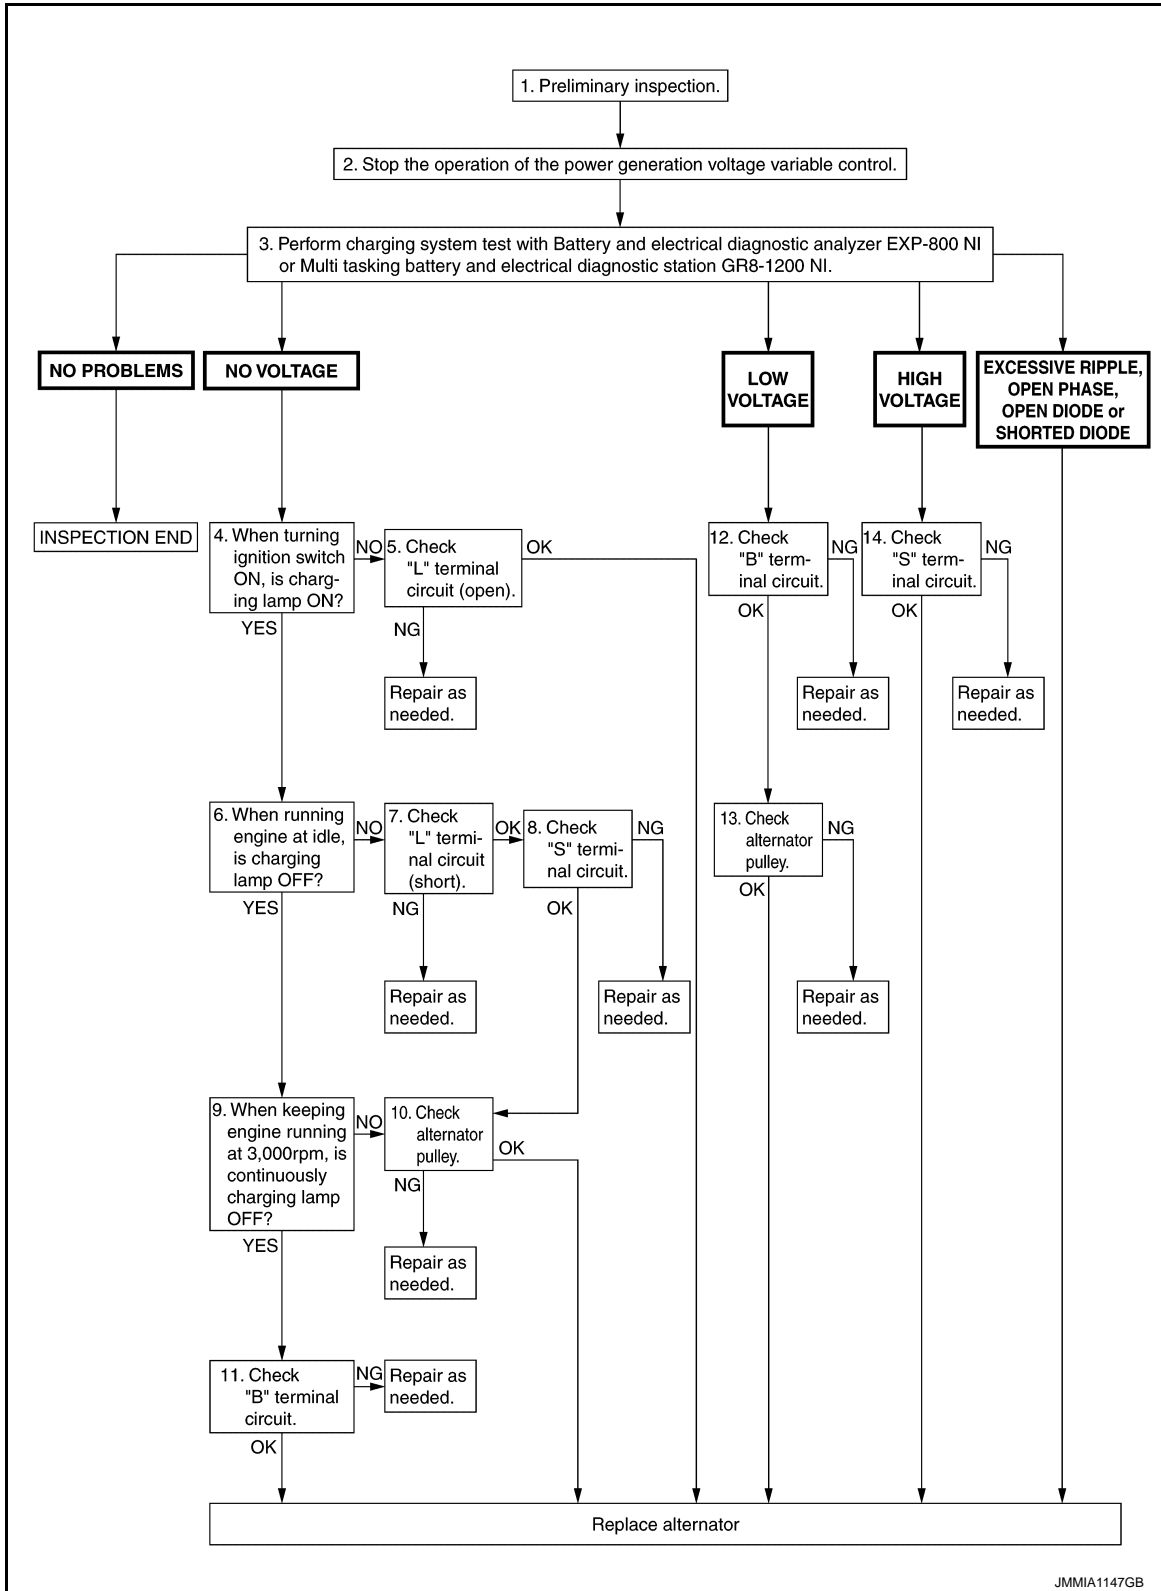 1. Preliminary inspection.
2. Stop the operation of the power generation voltage variable control.
3. Perform charging system test with Battery and electrical diagnostic analyzer EXP-800 NI
or Multi tasking battery and electrical diagnostic station GR8-1200 NI.
NO PROBLEMS
NO VOLTAGE
LOW
VOLTAGE
HIGH
VOLTAGE
EXCESSIVE RIPPLE,
OPEN PHASE,
OPEN DIODE or
SHORTED DIODE
INSPECTION END
4. When turning
ignition switch
ON, is charg-
ing lamp ON?
NO
YES
5. Check
"L" terminal
circuit (open).
OK
NG
Repair as
needed.
12. Check
"B" term-
inal circuit.
NG
OK
Repair as
needed.
14. Check
"S" term-
inal circuit.
NG
OK
Repair as
needed.
6. When running
engine at idle,
is charging
lamp OFF?
NO
YES
7. Check
"L" termi-
nal circuit
(short).
OK
NG
Repair as
needed.
8. Check
"S" termi-
nal circuit.
NG
OK
Repair as
needed.
13. Check
alternator
pulley.
NG
OK
Repair as
needed.
9. When keeping
engine running
at 3,000rpm, is
continuously
charging lamp
OFF?
NO
YES
10. Check
alternator
pulley.
OK
NG
Repair as
needed.
11. Check
"B" terminal
circuit.
NG
OK
Repair as
needed.
Replace alternator
JMMIA1147GB